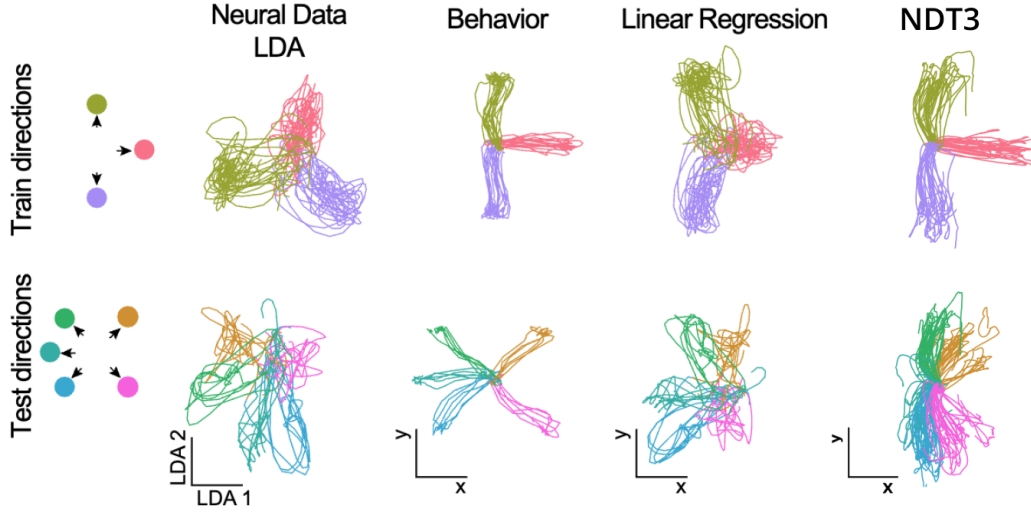 Neural Data
LDA
Behavior
Linear Regression
NDT3
Train directions
Test directions
LDA 2
LDA 1
y
x
y
x
y
x